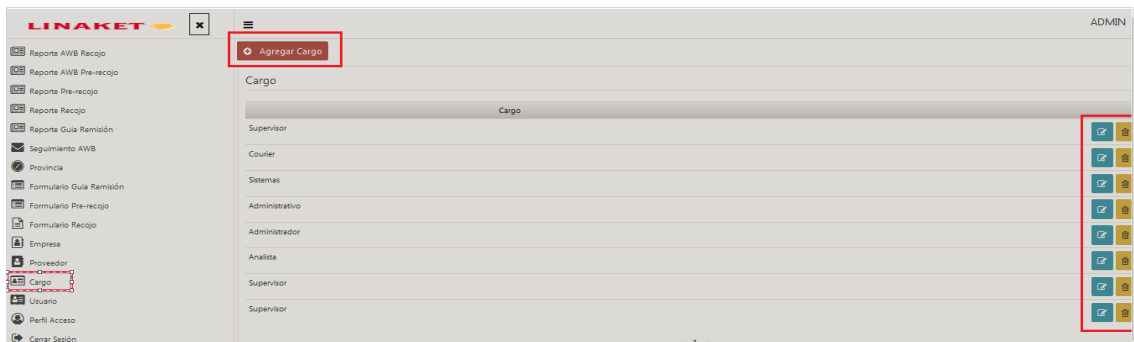 LINAKET
ADMIN
Reporte AWB Recojo
Reporte AWB Pre-recojo
Reporte Pre-recojo
Reporte Recojo
Reporte Guia Remisión
Seguimiento AWB
Provincia
Formulario Guia Remisión
Formulario Pre-recojo
Formulario Recojo
Empresa
Proveedor
Cargo
Usuario
Perfil Acceso
Cerrar Sesión
Agregar Cargo
Cargo
Cargo
Supervisor
Courier
Sistemas
Administrativo
Administrador
Analista
Supervisor
Supervisor